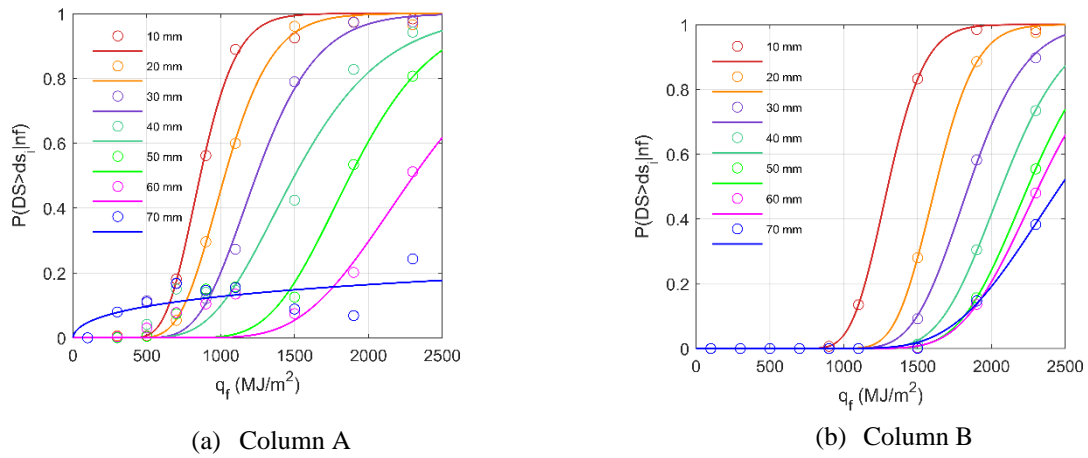 P(DS>ds_i|nf)
1
0.8
0.6
0.4
0.2
0
10 mm
20 mm
30 mm
40 mm
50 mm
60 mm
70 mm
0 500 1000 1500 2000 2500
q_f (MJ/m²)
(a) Column A
P(DS>ds_i|nf)
1
0.8
0.6
0.4
0.2
0
10 mm
20 mm
30 mm
40 mm
50 mm
60 mm
70 mm
0 500 1000 1500 2000 2500
q_f (MJ/m²)
(b) Column B